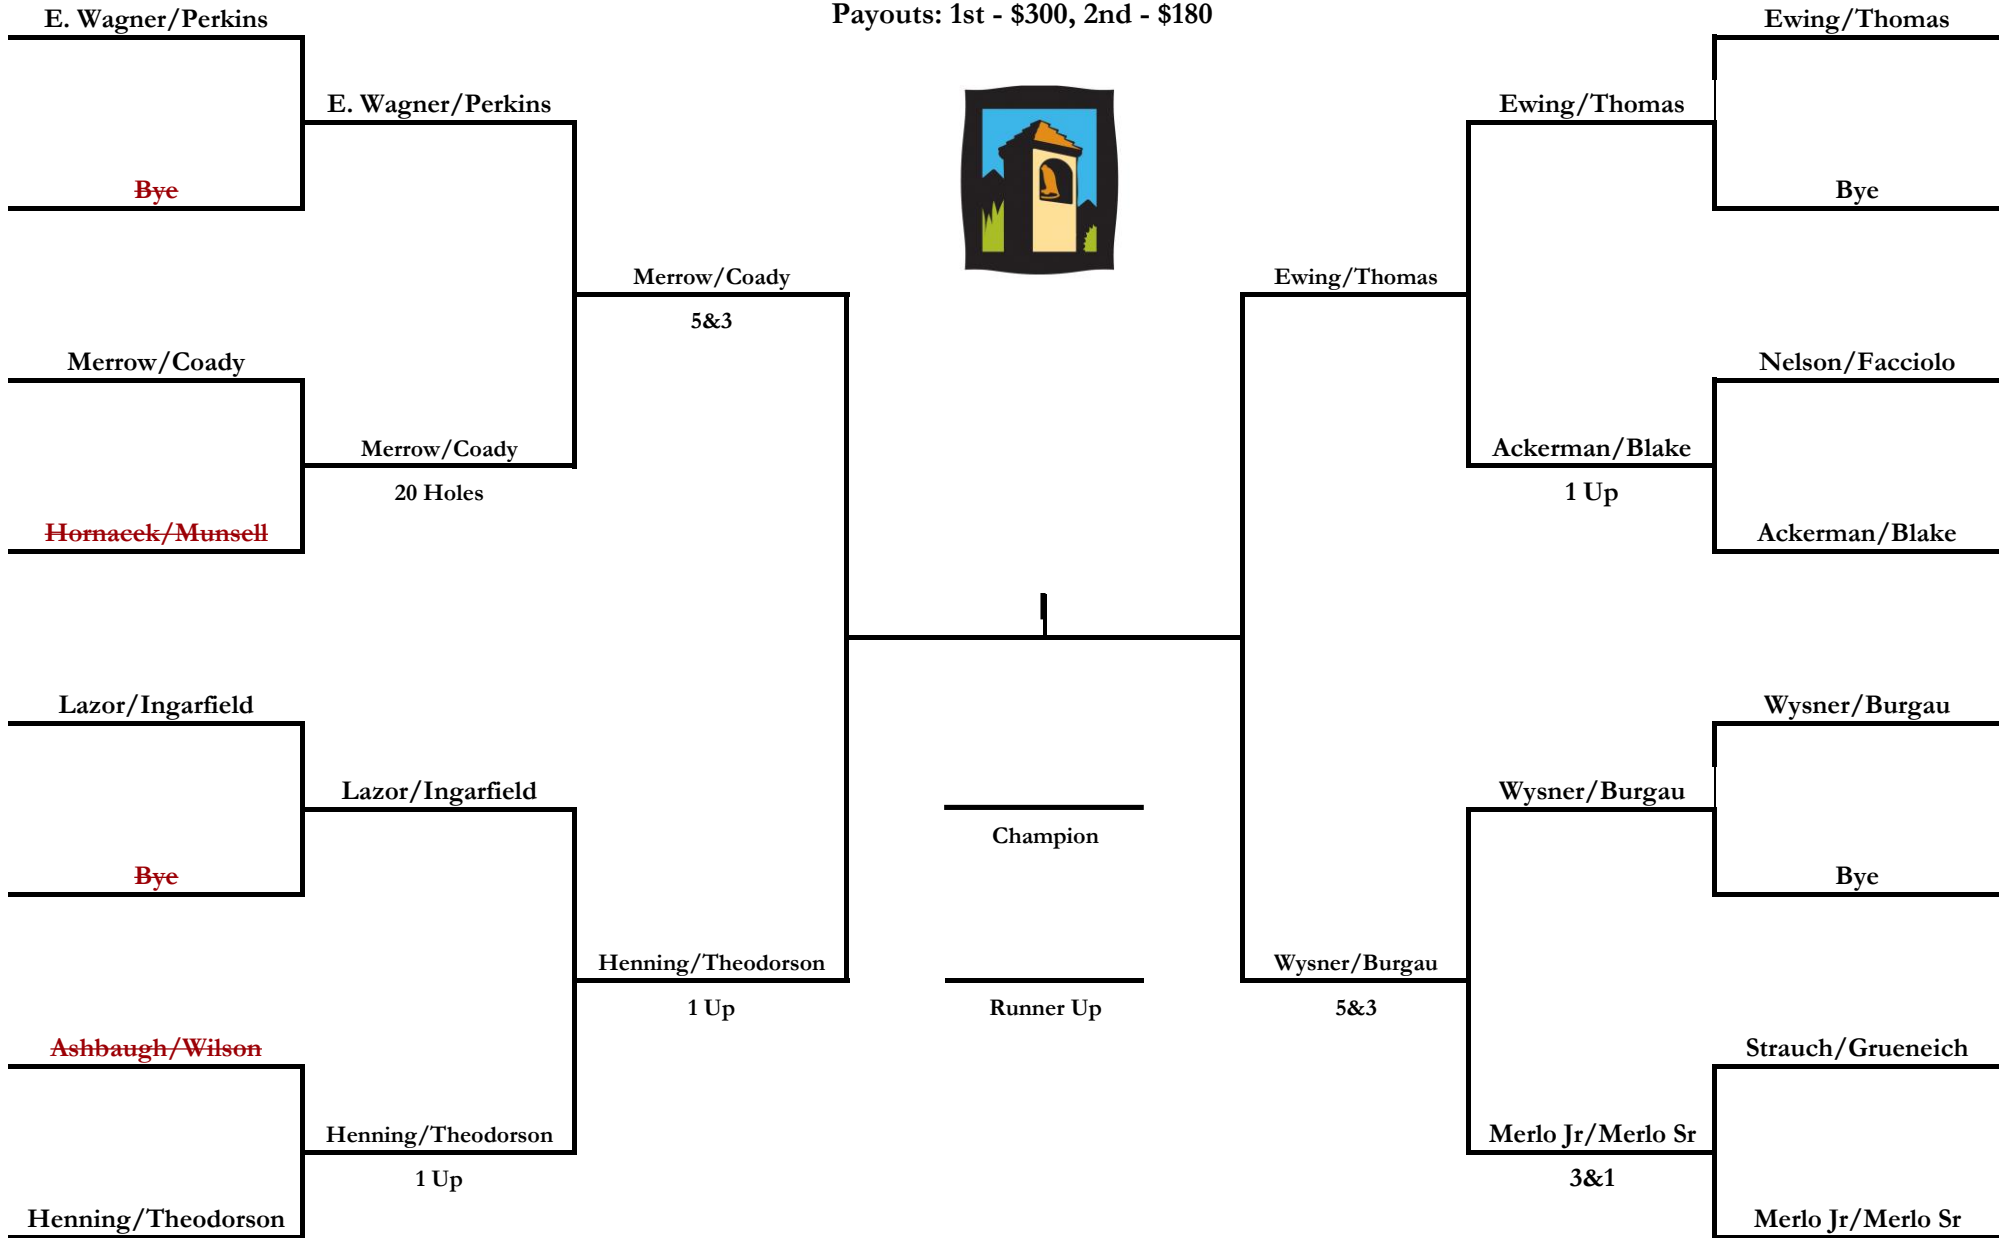 Payouts: 1st - $300, 2nd - $180
E. Wagner/Perkins
Ewing/Thomas
E. Wagner/Perkins
Ewing/Thomas
Bye
Bye
Merrow/Coady
Ewing/Thomas
5&3
Merrow/Coady
Nelson/Facciolo
Merrow/Coady
Ackerman/Blake
20 Holes
1 Up
Hornacek/Munsell
Ackerman/Blake
Lazor/Ingarfield
Wysner/Burgau
Lazor/Ingarfield
Wysner/Burgau
Champion
Bye
Bye
Henning/Theodorson
Wysner/Burgau
1 Up
Runner Up
5&3
Ashbaugh/Wilson
Strauch/Grueneich
Henning/Theodorson
Merlo Jr/Merlo Sr
1 Up
3&1
Henning/Theodorson
Merlo Jr/Merlo Sr